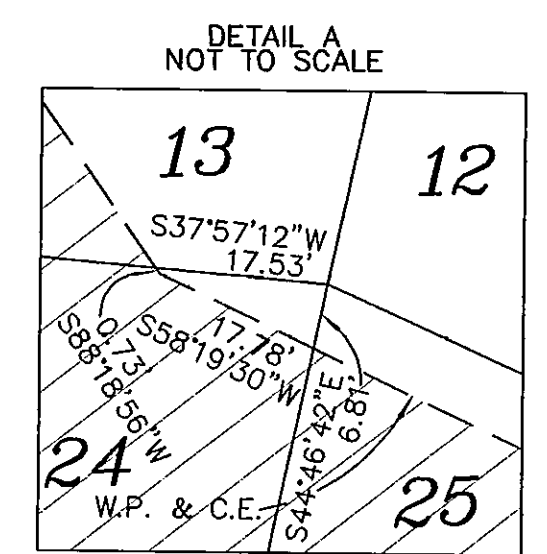 DETAIL A
NOT TO SCALE
13
12
S37°57'12"W
17.53'
17.78'
S58°19'30"W
0.73'
S88°18'56"W
S44°46'42"E
6.81'
24
W.P. & C.E.
25